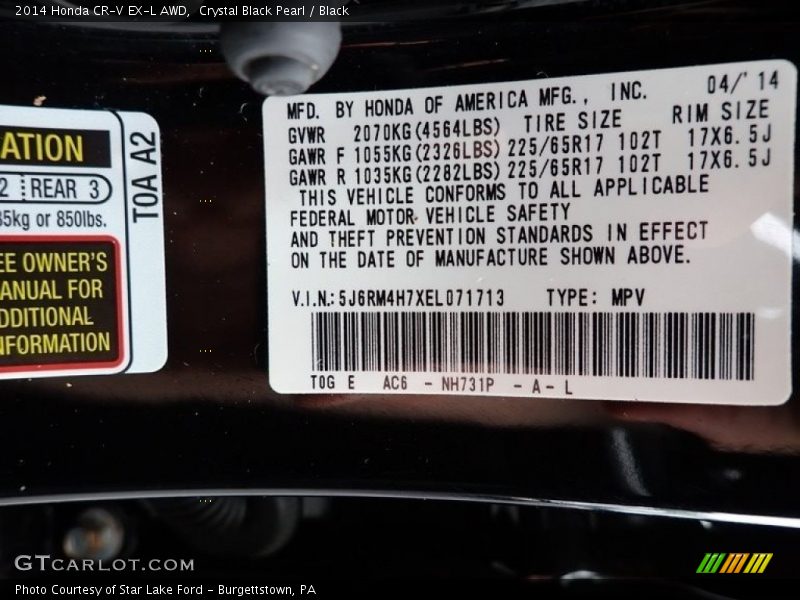 2014 Honda CR-V EX-L AWD, Crystal Black Pearl / Black
ATION
2 REAR 3
35kg or 850lbs.
EE OWNER'S
ANUAL FOR
DDITIONAL
NFORMATION
TOA A2
MFD. BY HONDA OF AMERICA MFG., INC. 04/'14
GVWR 2070KG(4564LBS) TIRE SIZE RIM SIZE
GAWR F 1055KG(2326LBS) 225/65R17 102T 17X6.5J
GAWR R 1035KG(2282LBS) 225/65R17 102T 17X6.5J
THIS VEHICLE CONFORMS TO ALL APPLICABLE
FEDERAL MOTOR VEHICLE SAFETY
AND THEFT PREVENTION STANDARDS IN EFFECT
ON THE DATE OF MANUFACTURE SHOWN ABOVE.
V.I.N.: 5J6RM4H7XEL071713 TYPE: MPV
TOG E AC6 - NH731P - A - L
GTCARLOT.COM
Photo Courtesy of Star Lake Ford - Burgettstown, PA